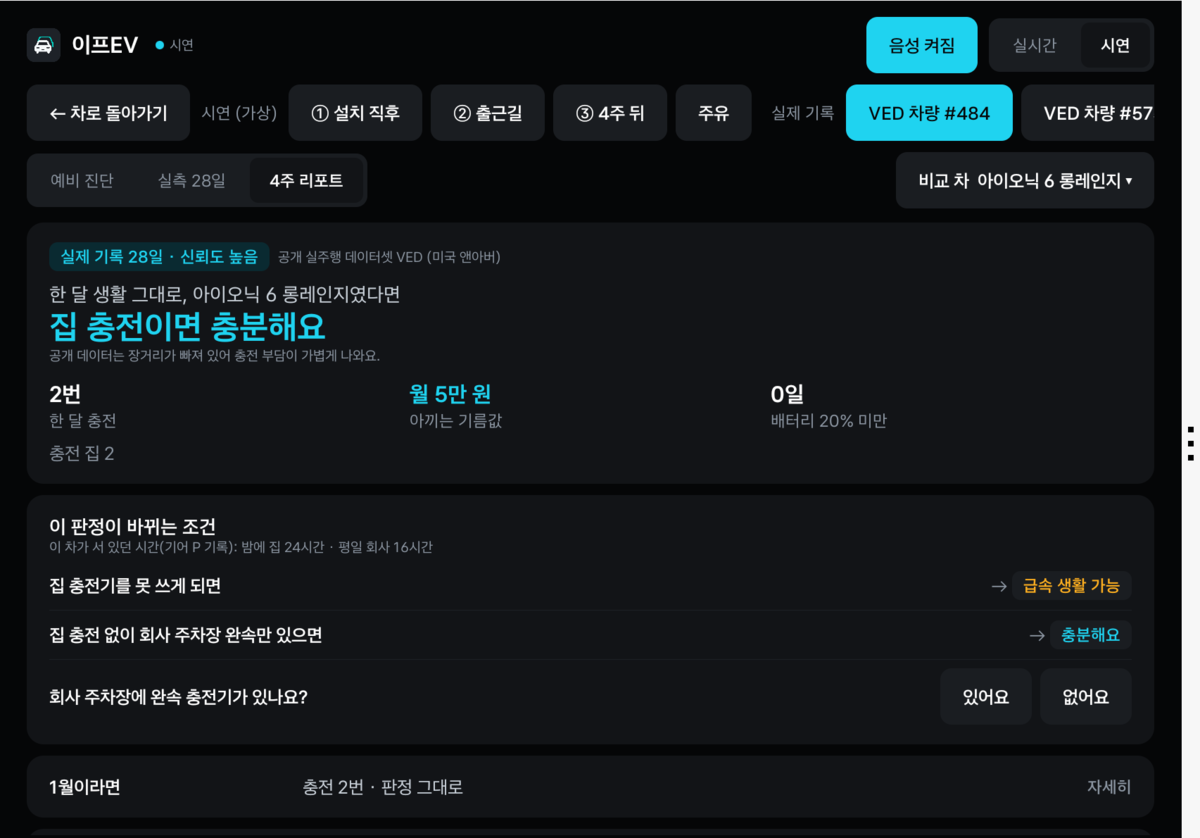 이프EV 시연 음성 켜짐 실시간 시연
← 차로 돌아가기 시연 (가상) ① 설치 직후 ② 출근길 ③ 4주 뒤 주유 실제 기록 VED 차량 #484 VED 차량 #57
예비 진단 실측 28일 4주 리포트 비교 차 아이오닉 6 롱레인지 ▾
실제 기록 28일 · 신뢰도 높음 공개 실주행 데이터셋 VED (미국 앤아버)
한 달 생활 그대로, 아이오닉 6 롱레인지였다면
집 충전이면 충분해요
공개 데이터는 장거리가 빠져 있어 충전 부담이 가볍게 나와요.
2번 월 5만 원 0일
한 달 충전 아끼는 기름값 배터리 20% 미만
충전 집 2
이 판정이 바뀌는 조건
이 차가 서 있던 시간(기어 P 기록): 밤에 집 24시간 · 평일 회사 16시간
집 충전기를 못 쓰게 되면 → 급속 생활 가능
집 충전 없이 회사 주차장 완속만 있으면 → 충분해요
회사 주차장에 완속 충전기가 있나요? 있어요 없어요
1월이라면 충전 2번 · 판정 그대로 자세히